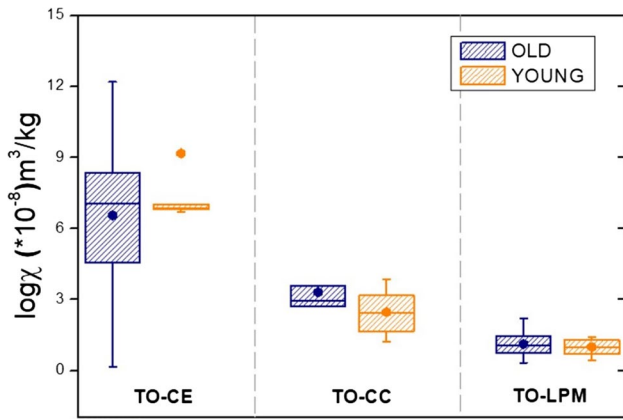 15
12
9
6
3
0
logχ (*10^-8)m³/kg
OLD
YOUNG
TO-CE
TO-CC
TO-LPM